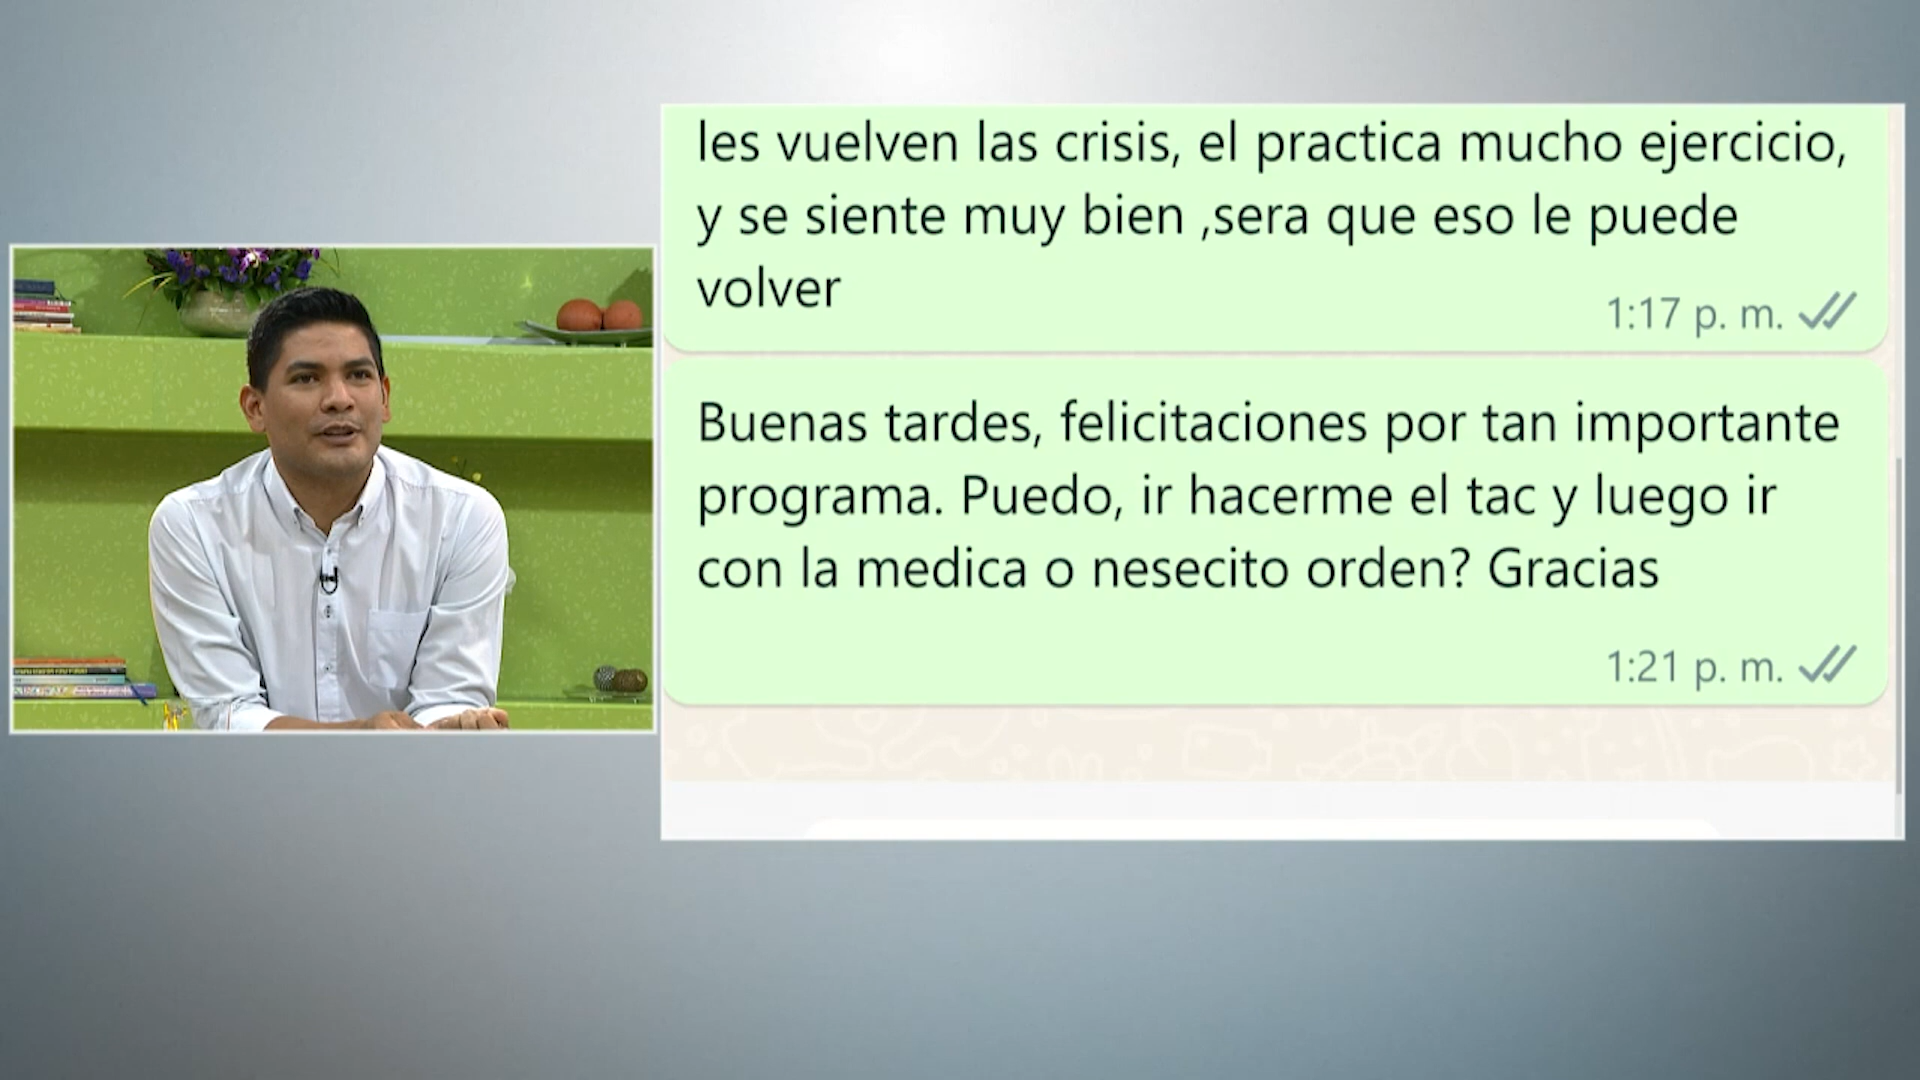 les vuelven las crisis, el practica mucho ejercicio,
y se siente muy bien ,sera que eso le puede
volver
1:17 p. m.
Buenas tardes, felicitaciones por tan importante
programa. Puedo, ir hacerme el tac y luego ir
con la medica o nesecito orden? Gracias
1:21 p. m.